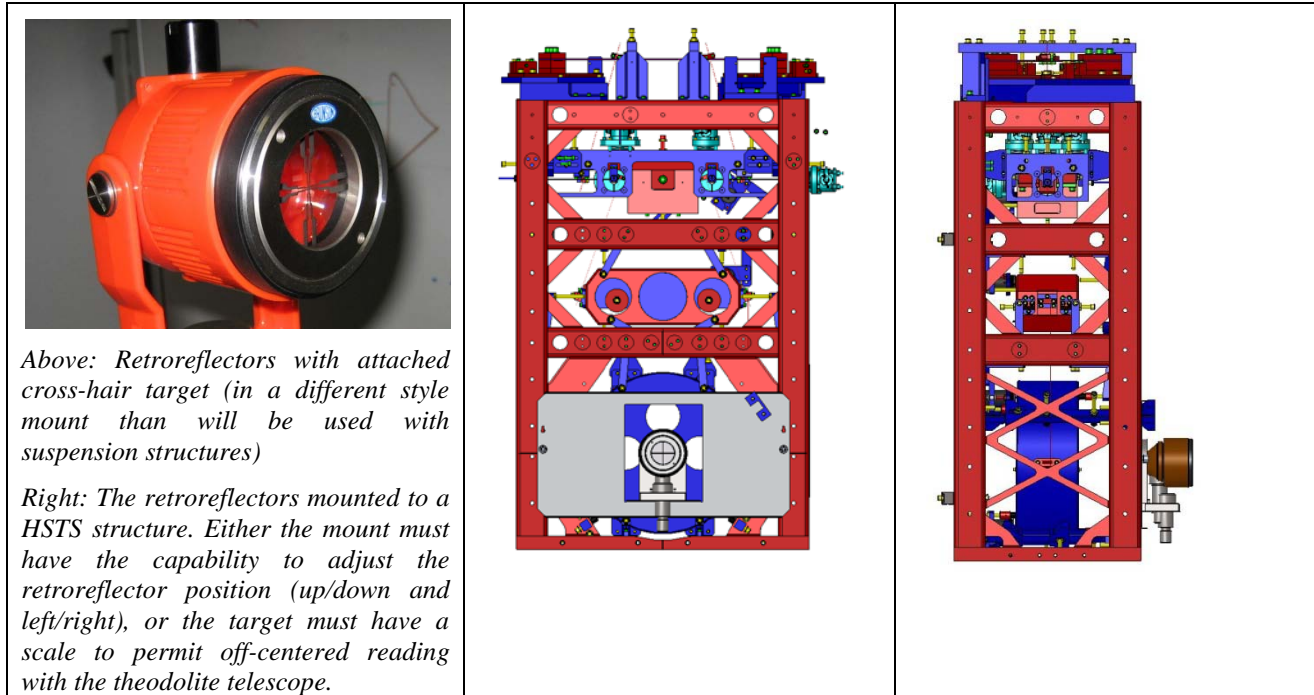 Above: Retroreflectors with attached
cross-hair target (in a different style
mount than will be used with
suspension structures)
Right: The retroreflectors mounted to a
HSTS structure. Either the mount must
have the capability to adjust the
retroreflector position (up/down and
left/right), or the target must have a
scale to permit off-centered reading
with the theodolite telescope.